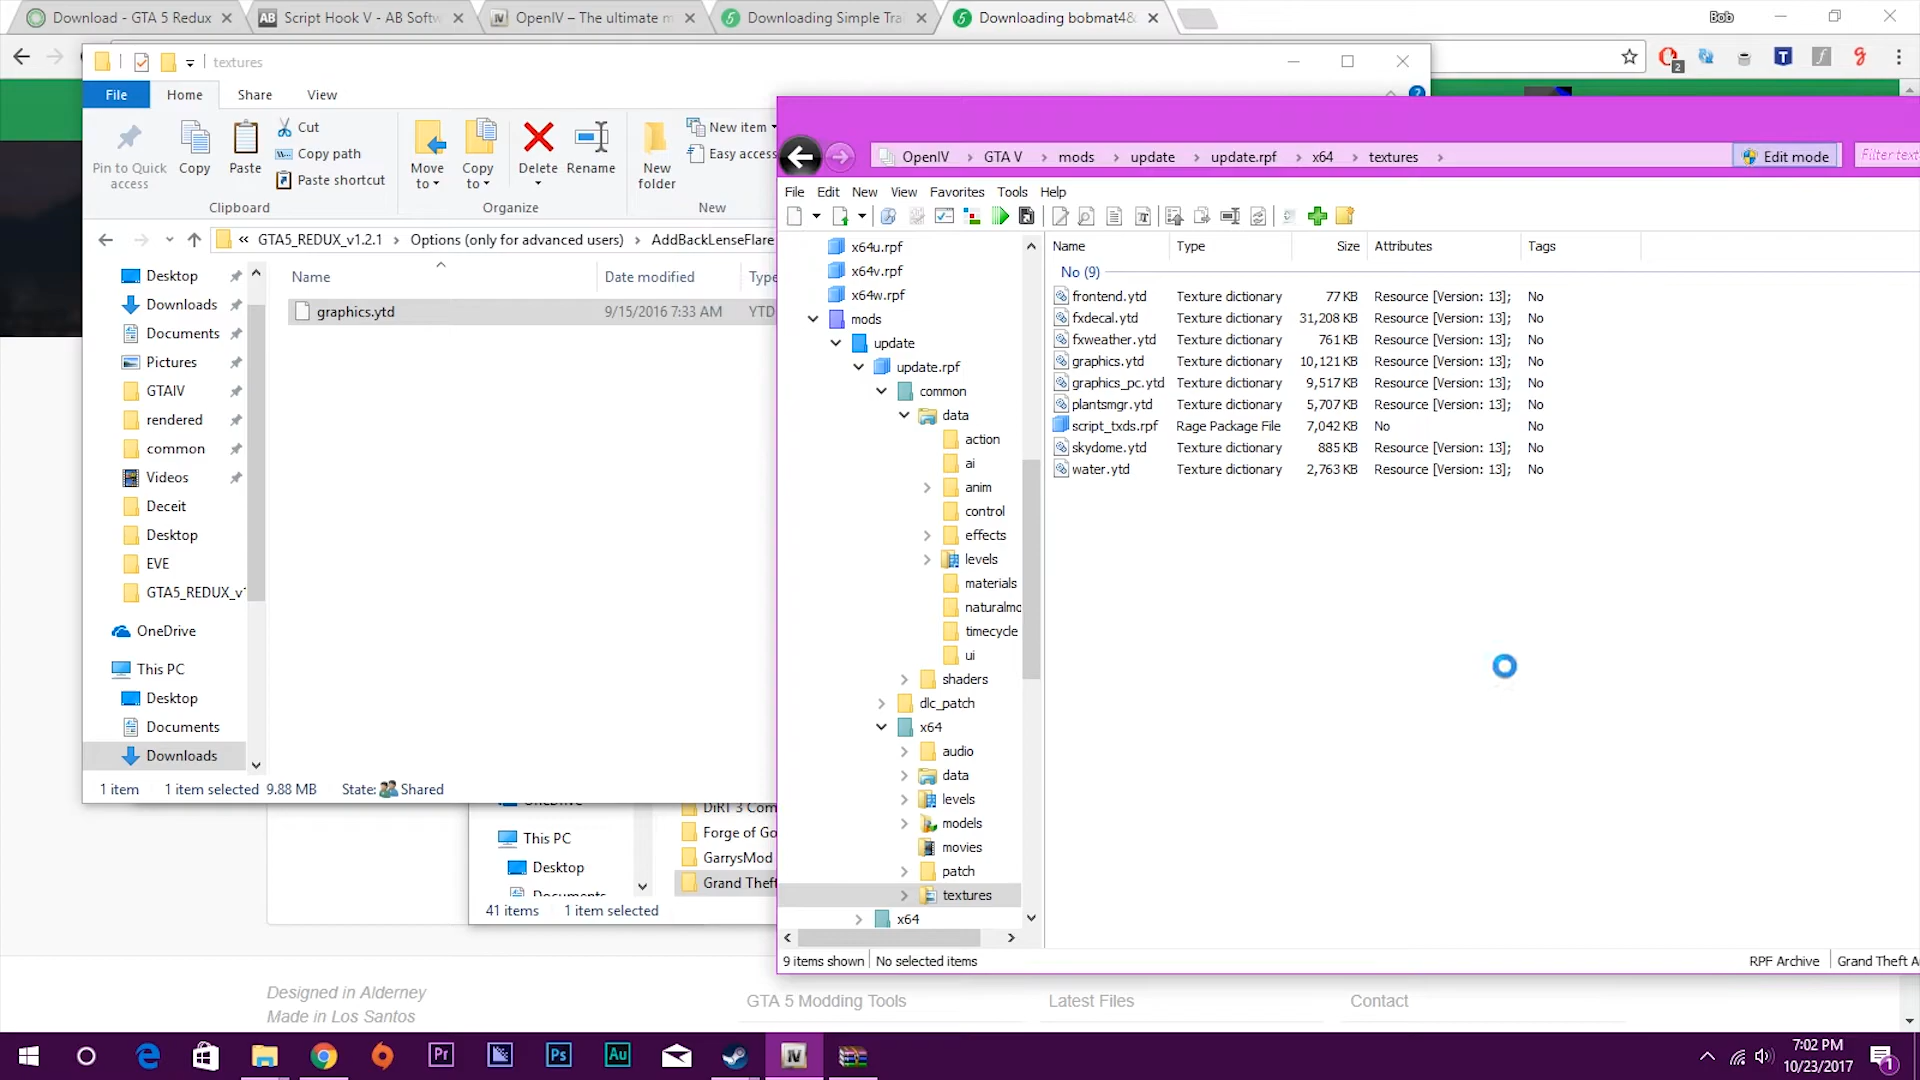 Download - GTA 5 Redux
Script Hook V - AB Softw
OpenIV – The ultimate m
Downloading Simple Tra
Downloading bobmat48
Bob
textures
2
File
Home
Share
View
Pin to Quick access
Copy
Paste
Cut
Copy path
Paste shortcut
Clipboard
Move to
Copy to
Delete
Rename
Organize
New folder
New item
Easy access
New
« GTA5_REDUX_v1.2.1 > Options (only for advanced users) > AddBackLenseFlare
Name
Date modified
Type
graphics.ytd
9/15/2016 7:33 AM
YTD
Desktop
Downloads
Documents
Pictures
GTAIV
rendered
common
Videos
Deceit
Desktop
EVE
GTA5_REDUX_v1
OneDrive
This PC
Desktop
Documents
Downloads
1 item
1 item selected 9.88 MB
State: Shared
This PC
Desktop
DiRT 3 Com
Forge of Go
GarrysMod
Grand Theft
41 items
1 item selected
OpenIV > GTA V > mods > update > update.rpf > x64 > textures >
Edit mode
Filter text
File Edit New View Favorites Tools Help
x64u.rpf
x64v.rpf
x64w.rpf
mods
update
update.rpf
common
data
action
ai
anim
control
effects
levels
materials
naturalmo
timecycle
ui
shaders
dlc_patch
x64
audio
data
levels
models
movies
patch
textures
x64
Name Type Size Attributes Tags
No (9)
frontend.ytd Texture dictionary 77 KB Resource [Version: 13]; No
fxdecal.ytd Texture dictionary 31,208 KB Resource [Version: 13]; No
fxweather.ytd Texture dictionary 761 KB Resource [Version: 13]; No
graphics.ytd Texture dictionary 10,121 KB Resource [Version: 13]; No
graphics_pc.ytd Texture dictionary 9,517 KB Resource [Version: 13]; No
plantsmgr.ytd Texture dictionary 5,707 KB Resource [Version: 13]; No
script_txds.rpf Rage Package File 7,042 KB No No
skydome.ytd Texture dictionary 885 KB Resource [Version: 13]; No
water.ytd Texture dictionary 2,763 KB Resource [Version: 13]; No
9 items shown
No selected items
RPF Archive
Grand Theft A
Designed in Alderney
Made in Los Santos
GTA 5 Modding Tools
Latest Files
Contact
Pr
Ps
Au
IV
7:02 PM
10/23/2017
1